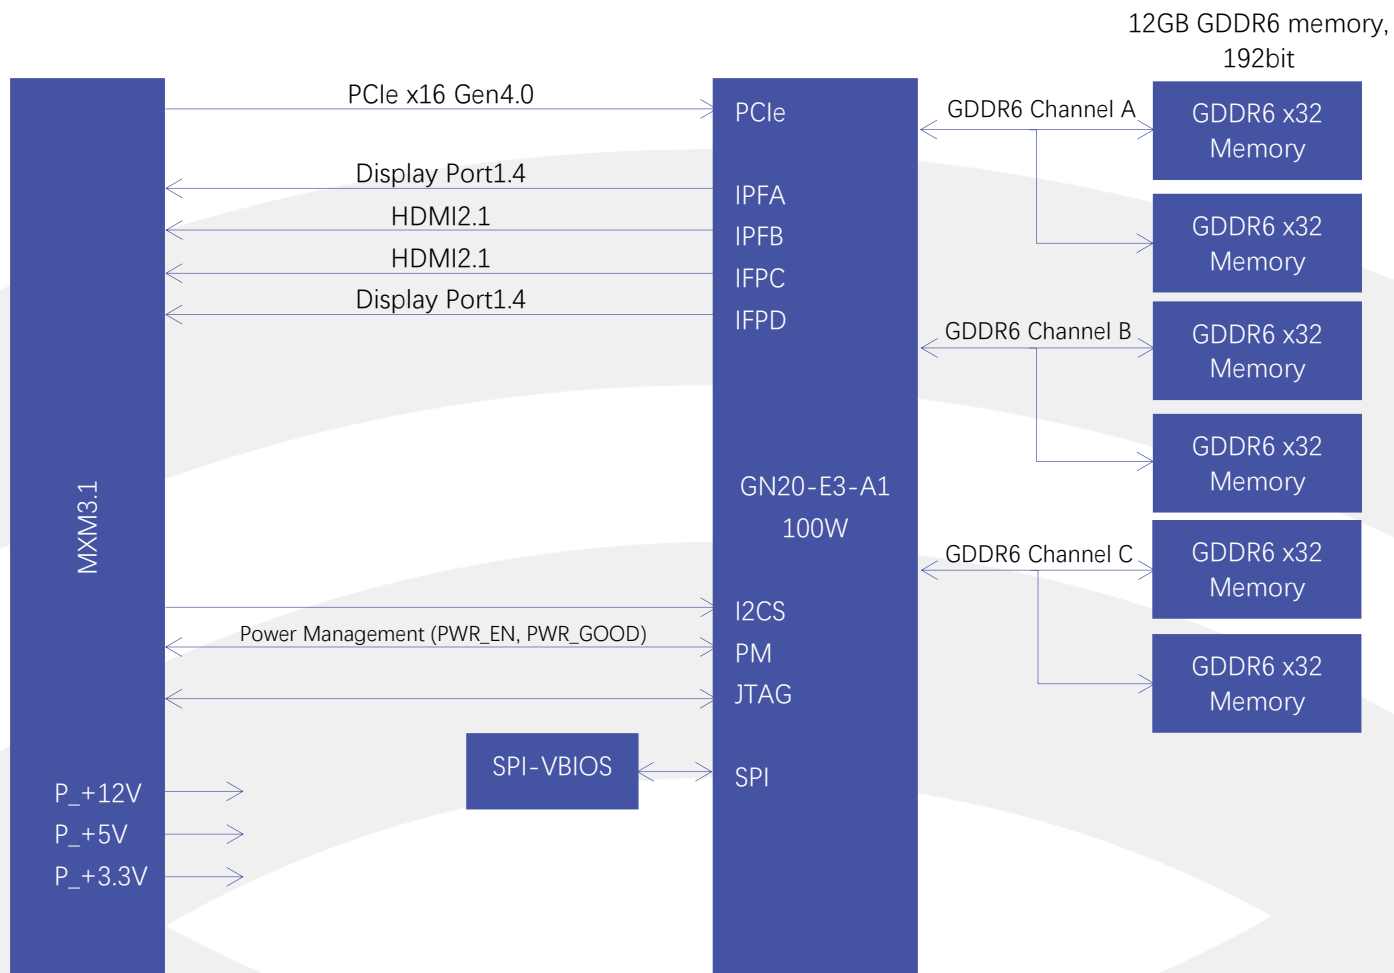 12GB GDDR6 memory,
192bit
MXM3.1
P_+12V
P_+5V
P_+3.3V
PCIe x16 Gen4.0
Display Port1.4
HDMI2.1
HDMI2.1
Display Port1.4
Power Management (PWR_EN, PWR_GOOD)
SPI-VBIOS
PCIe
IPFA
IPFB
IFPC
IFPD
GN20-E3-A1
100W
I2CS
PM
JTAG
SPI
GDDR6 Channel A
GDDR6 Channel B
GDDR6 Channel C
GDDR6 x32
Memory
GDDR6 x32
Memory
GDDR6 x32
Memory
GDDR6 x32
Memory
GDDR6 x32
Memory
GDDR6 x32
Memory